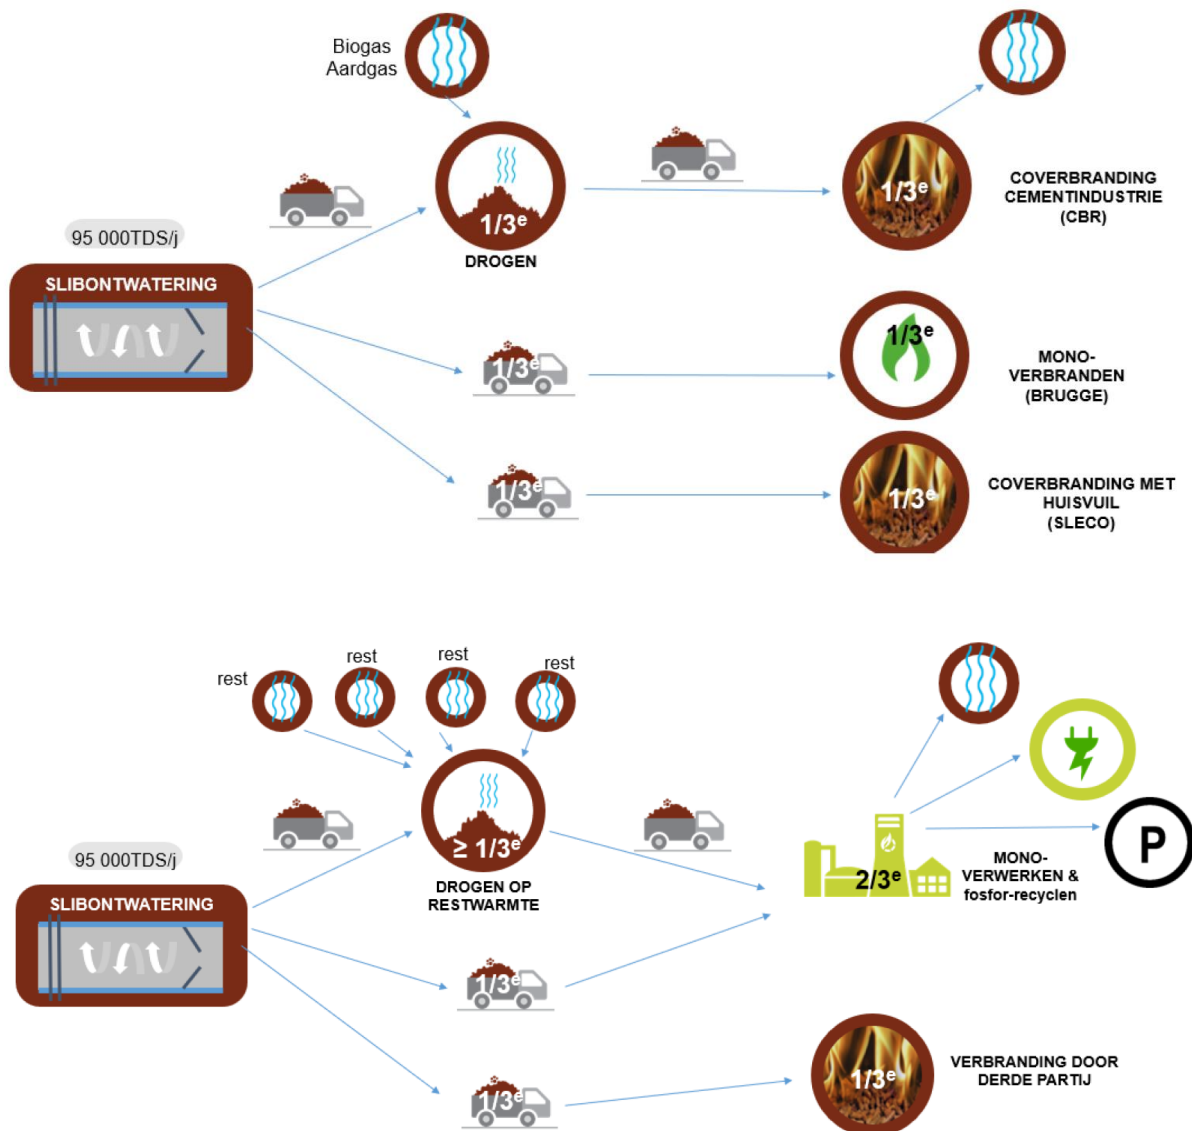 Biogas
Aardgas
95 000TDS/j
SLIBONTWATERING
1/3e
DROGEN
1/3e
COVERBRANDING
CEMENTINDUSTRIE
(CBR)
1/3e
1/3e
MONO-
VERBRANDEN
(BRUGGE)
1/3e
1/3e
COVERBRANDING MET
HUISVUIL
(SLECO)
rest
rest
rest
rest
95 000TDS/j
SLIBONTWATERING
≥ 1/3e
DROGEN OP
RESTWARMTE
2/3e
MONO-
VERWERKEN &
fosfor-recyclen
P
1/3e
1/3e
1/3e
VERBRANDING DOOR
DERDE PARTIJ